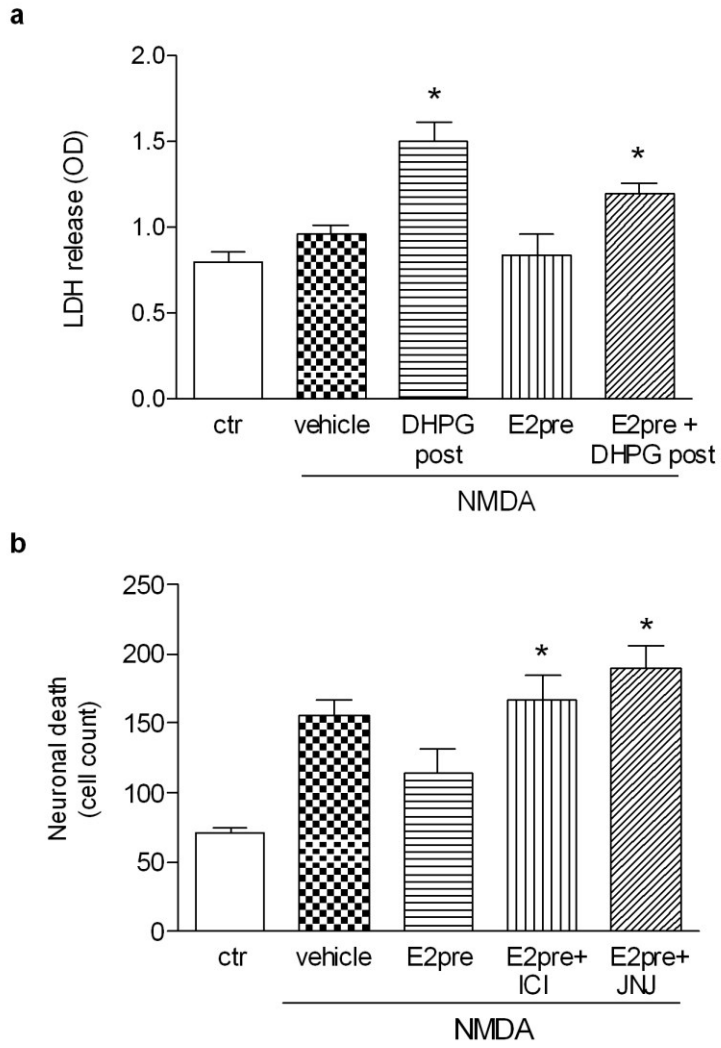 a
LDH release (OD)
2.0
1.5
1.0
0.5
0.0
*
*
ctr vehicle DHPG E2pre E2pre +
post DHPG post
NMDA
b
Neuronal death
(cell count)
250
200
150
100
50
0
*
*
ctr vehicle E2pre E2pre+ E2pre+
ICI JNJ
NMDA